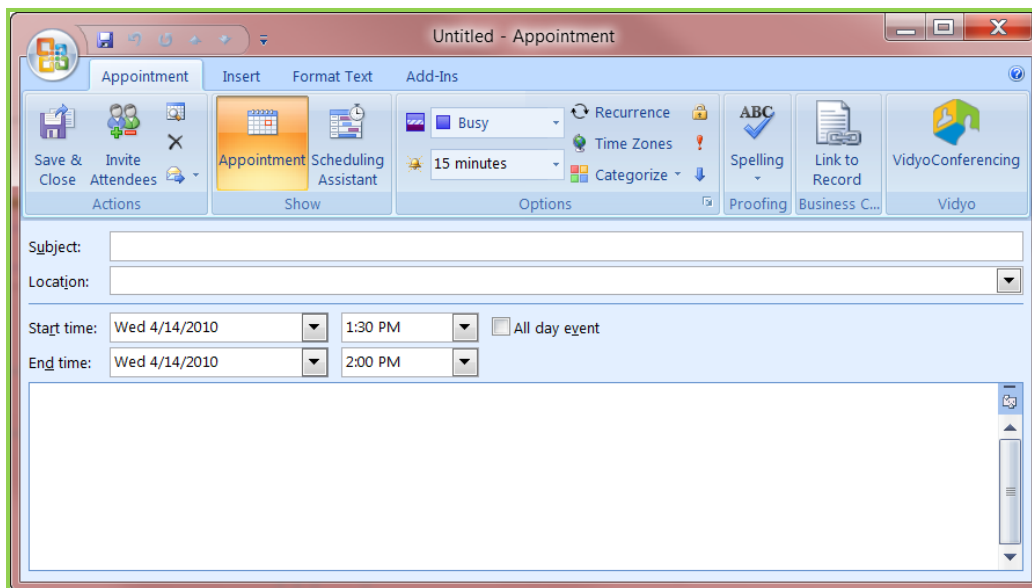 Untitled - Appointment
Appointment Insert Format Text Add-Ins
Save & Close
Invite Attendees
Actions
Appointment
Scheduling Assistant
Show
Busy
15 minutes
Recurrence
Time Zones
Categorize
Options
ABC
Spelling
Proofing
Link to Record
Business C...
VidyoConferencing
Vidyo
Subject:
Location:
Start time: Wed 4/14/2010 1:30 PM All day event
End time: Wed 4/14/2010 2:00 PM